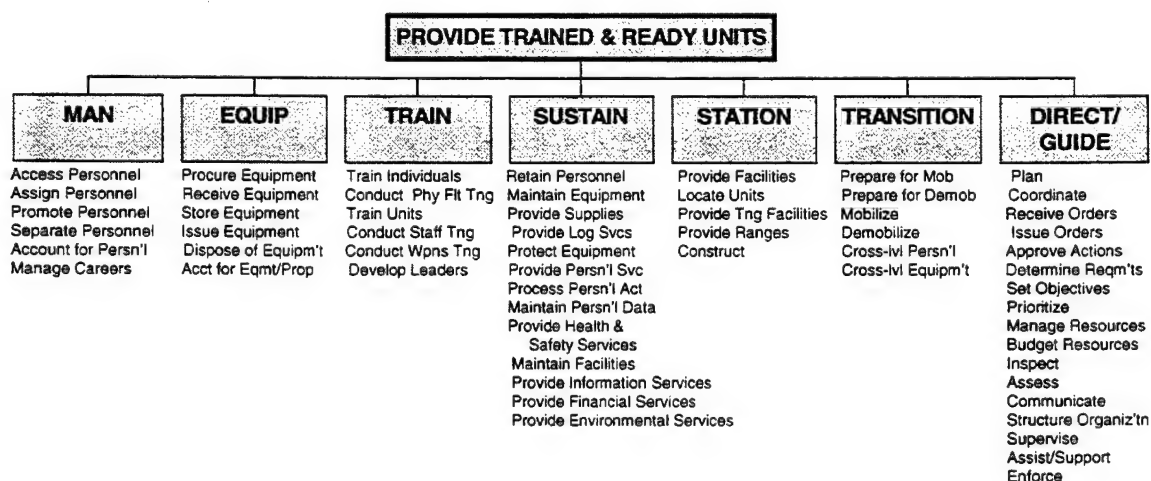 PROVIDE TRAINED & READY UNITS
MAN
Access Personnel
Assign Personnel
Promote Personnel
Separate Personnel
Account for Persn'l
Manage Careers
EQUIP
Procure Equipment
Receive Equipment
Store Equipment
Issue Equipment
Dispose of Equipm't
Acct for Eqmt/Prop
TRAIN
Train Individuals
Conduct Phy Fit Tng
Train Units
Conduct Staff Tng
Conduct Wpns Tng
Develop Leaders
SUSTAIN
Retain Personnel
Maintain Equipment
Provide Supplies
Provide Log Svcs
Protect Equipment
Provide Persn'l Svc
Process Persn'l Act
Maintain Persn'l Data
Provide Health &
Safety Services
Maintain Facilities
Provide Information Services
Provide Financial Services
Provide Environmental Services
STATION
Provide Facilities
Locate Units
Provide Tng Facilities
Provide Ranges
Construct
TRANSITION
Prepare for Mob
Prepare for Demob
Mobilize
Demobilize
Cross-lvl Persn'l
Cross-lvl Equipm't
DIRECT/
GUIDE
Plan
Coordinate
Receive Orders
Issue Orders
Approve Actions
Determine Reqm'ts
Set Objectives
Prioritize
Manage Resources
Budget Resources
Inspect
Assess
Communicate
Structure Organiz'tn
Supervise
Assist/Support
Enforce